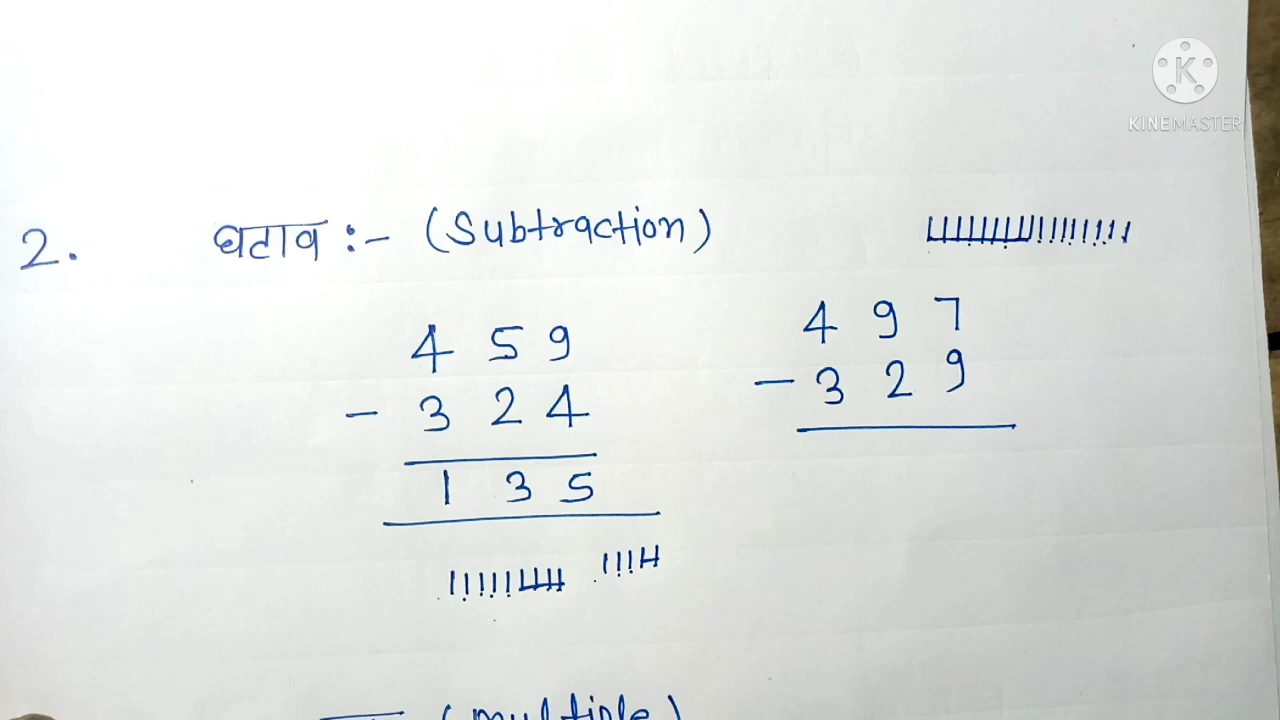 KINEMASTER
2. घटाव :- (Subtraction)
4 5 9
- 3 2 4
1 3 5
4 9 7
- 3 2 9
(multiple)